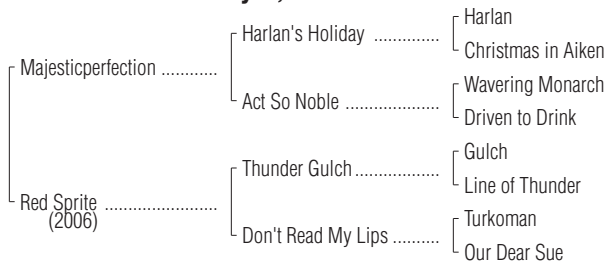 Harlan
Harlan's Holiday ..............
Christmas in Aiken
Majesticperfection ............
Wavering Monarch
Act So Noble ....................
Driven to Drink
Gulch
Thunder Gulch..................
Line of Thunder
Red Sprite ........................
(2006)
Turkoman
Don't Read My Lips ..........
Our Dear Sue